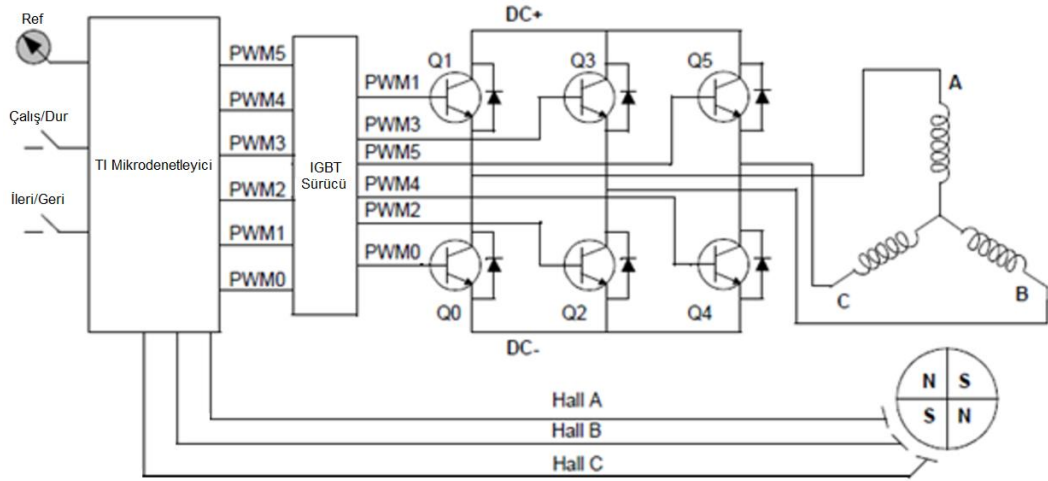 Ref
Çalış/Dur
İleri/Geri
TI Mikrodenetleyici
PWM5
PWM4
PWM3
PWM2
PWM1
PWM0
IGBT
Sürücü
PWM1
PWM3
PWM5
PWM4
PWM2
PWM0
DC+
Q1
Q3
Q5
Q0
Q2
Q4
DC-
A
C
B
N S
S N
Hall A
Hall B
Hall C